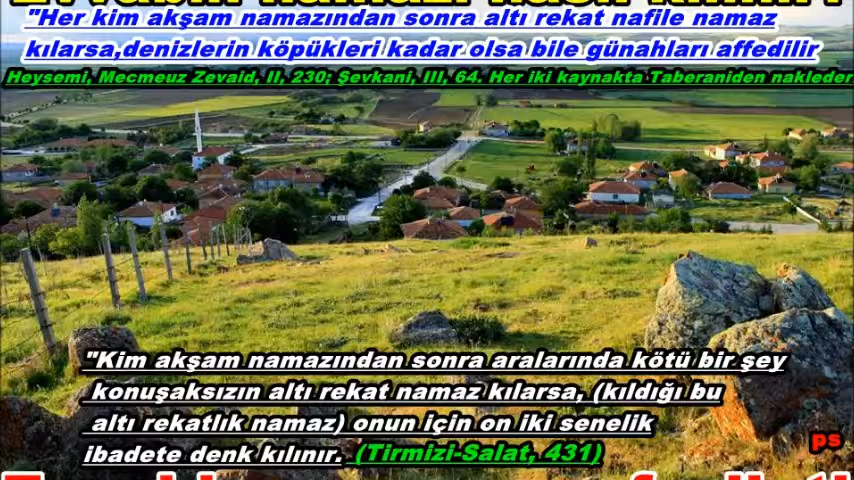 "Her kim akşam namazından sonra altı rekat nafile namaz
kılarsa,denizlerin köpükleri kadar olsa bile günahları affedilir
Heysemi, Mecmeuz Zevaid, II, 230; Şevkani, III, 64. Her iki kaynakta Taberaniden nakleder
"Kim akşam namazından sonra aralarında kötü bir şey
konuşaksızın altı rekat namaz kılarsa, (kıldığı bu
altı rekatlık namaz) onun için on iki senelik
ibadete denk kılınır. (Tirmizi-Salat, 431)
ps